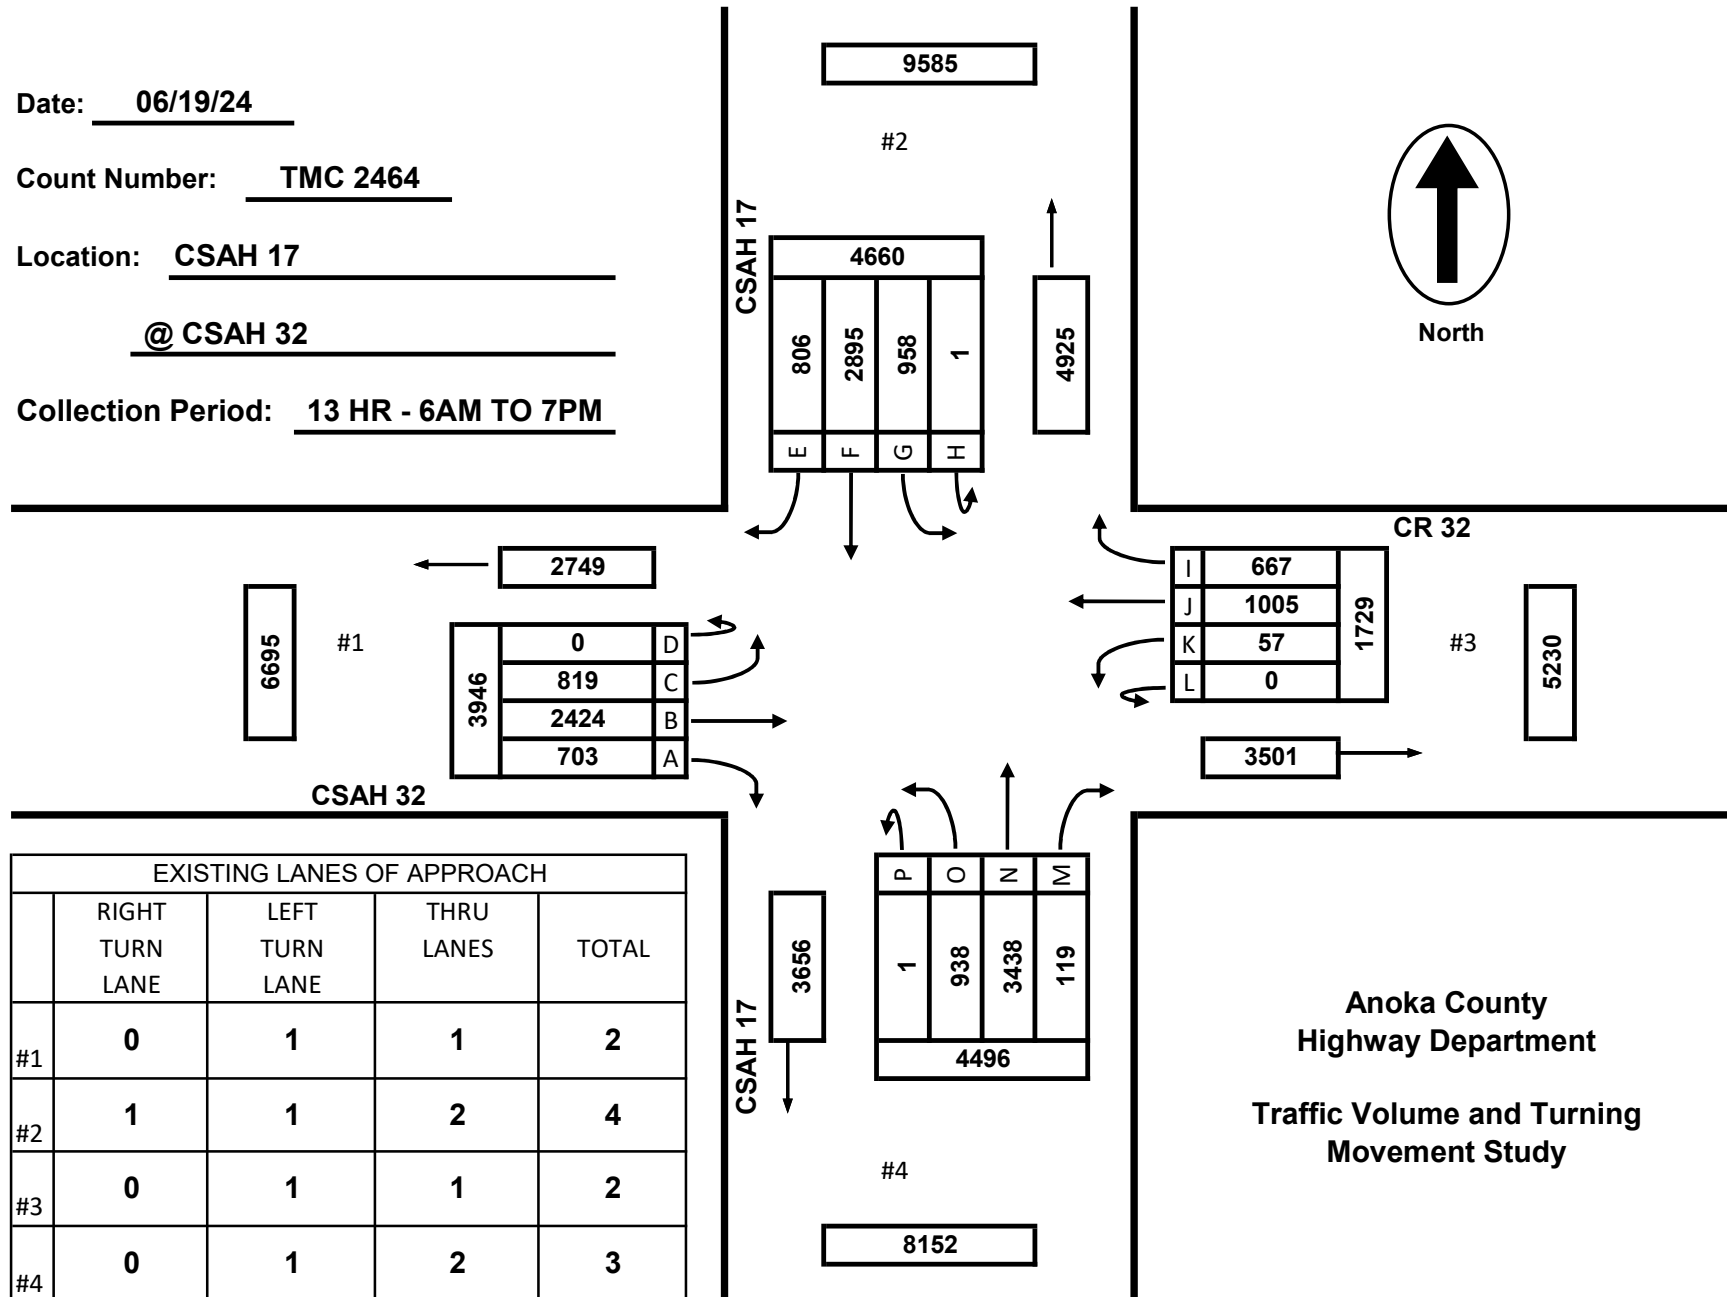 Date: 06/19/24
Count Number: TMC 2464
Location: CSAH 17
@ CSAH 32
Collection Period: 13 HR - 6AM TO 7PM
9585
#2
CSAH 17
4660
806 2895 958 1
E F G H
4925
North
CR 32
2749
6695
#1
3946
0 D
819 C
2424 B
703 A
CSAH 32
I 667
J 1005
K 57
L 0
1729
#3
5230
3501
P O N M
1 938 3438 119
4496
3656
CSAH 17
#4
8152
EXISTING LANES OF APPROACH
RIGHT LEFT THRU
TURN TURN LANES TOTAL
LANE LANE
#1 0 1 1 2
#2 1 1 2 4
#3 0 1 1 2
#4 0 1 2 3
Anoka County
Highway Department
Traffic Volume and Turning
Movement Study